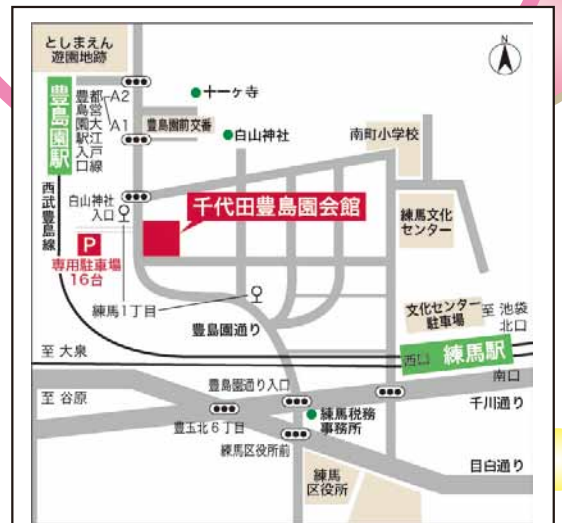 としまえん
遊園地跡
N
豊島園駅
都営大江戸線
豊島園駅入口
A2
A1
十一ヶ寺
豊島園前交番
白山神社
南町小学校
西武豊島線
白山神社
入口
千代田豊島園会館
練馬文化
センター
P
専用駐車場
16台
練馬1丁目
豊島園通り
文化センター
駐車場
至 池袋
北口
至 大泉
西口
練馬駅
南口
至 谷原
豊島園通り入口
千川通り
豊玉北6丁目
練馬税務
事務所
練馬区役所前
目白通り
練馬
区役所